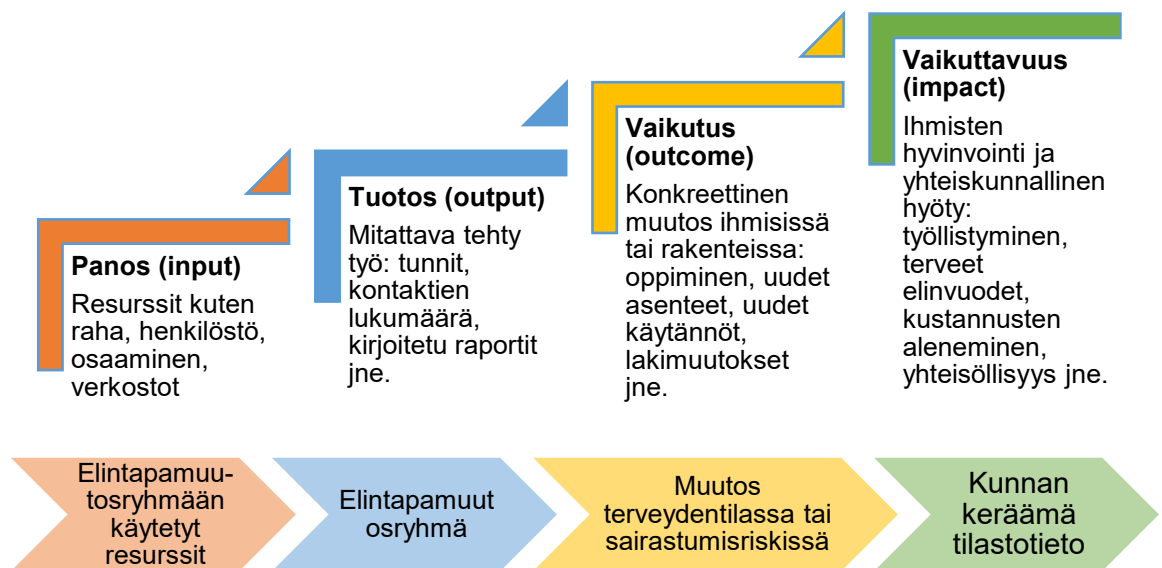 Panos (input)
Resurssit kuten
raha, henkilöstö,
osaaminen,
verkostot
Tuotos (output)
Mitattava tehty
työ: tunnit,
kontaktien
lukumäärä,
kirjoitetu raportit
jne.
Vaikutus
(outcome)
Konkreettinen
muutos ihmisissä
tai rakenteissa:
oppiminen, uudet
asenteet, uudet
käytännöt,
lakimuutokset
jne.
Vaikuttavuus
(impact)
Ihmisten
hyvinvointi ja
yhteiskunnallinen
hyöty:
työllistyminen,
terveet
elinvuodet,
kustannusten
aleneminen,
yhteisöllisyys jne.
Elintapamuu-
tosryhmään
käytetyt
resurssit
Elintapamuut
osryhmä
Muutos
terveydentilassa tai
sairastumisriskissä
Kunnan
keräämä
tilastotieto